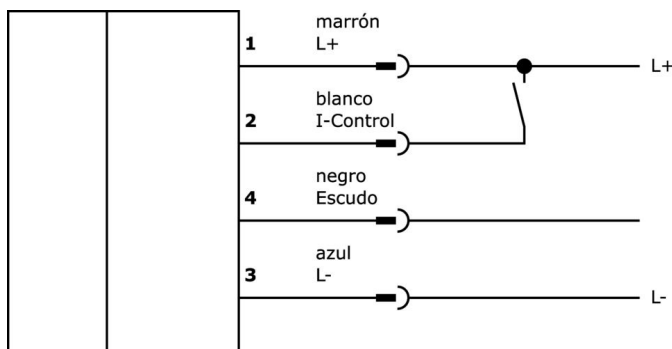 marrón
1 L+
L+
blanco
2 I-Control
negro
4 Escudo
azul
3 L-
L-